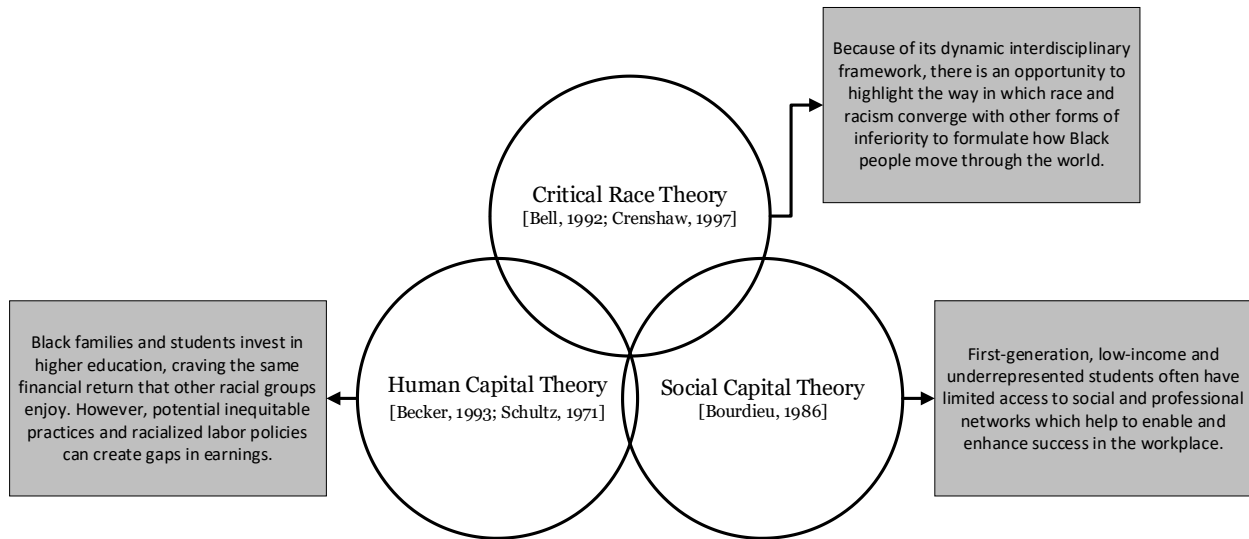 Because of its dynamic interdisciplinary
framework, there is an opportunity to
highlight the way in which race and
racism converge with other forms of
inferiority to formulate how Black
people move through the world.
Critical Race Theory
[Bell, 1992; Crenshaw, 1997]
Black families and students invest in
higher education, craving the same
financial return that other racial groups
enjoy. However, potential inequitable
practices and racialized labor policies
can create gaps in earnings.
Human Capital Theory
[Becker, 1993; Schultz, 1971]
Social Capital Theory
[Bourdieu, 1986]
First-generation, low-income and
underrepresented students often have
limited access to social and professional
networks which help to enable and
enhance success in the workplace.